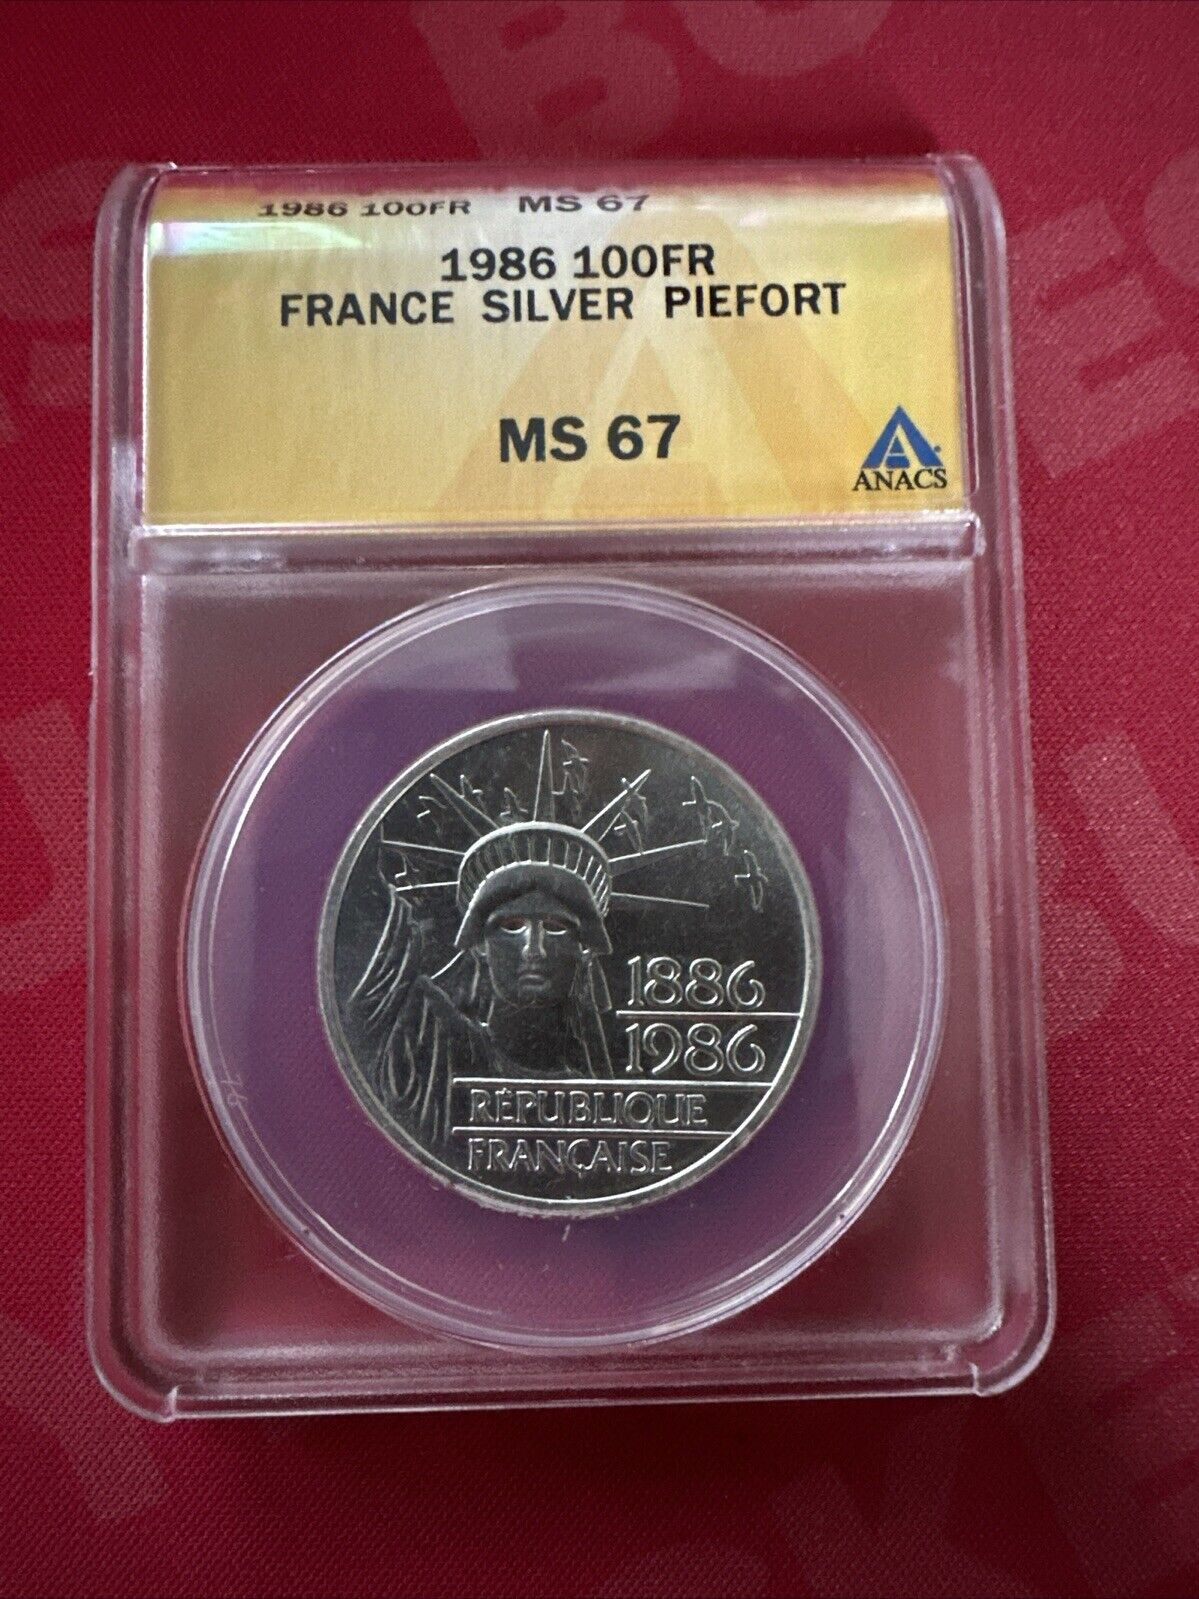 1986 100FR MS 67
1986 100FR
FRANCE SILVER PIEFORT
MS 67
ANACS
1886
1986
RÉPUBLIQUE
FRANÇAISE